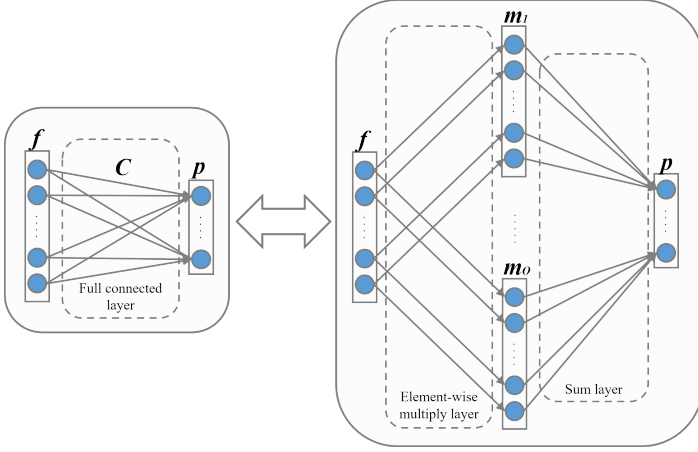 f
C
p
Full connected
layer
f
m1
mO
p
Element-wise
multiply layer
Sum layer